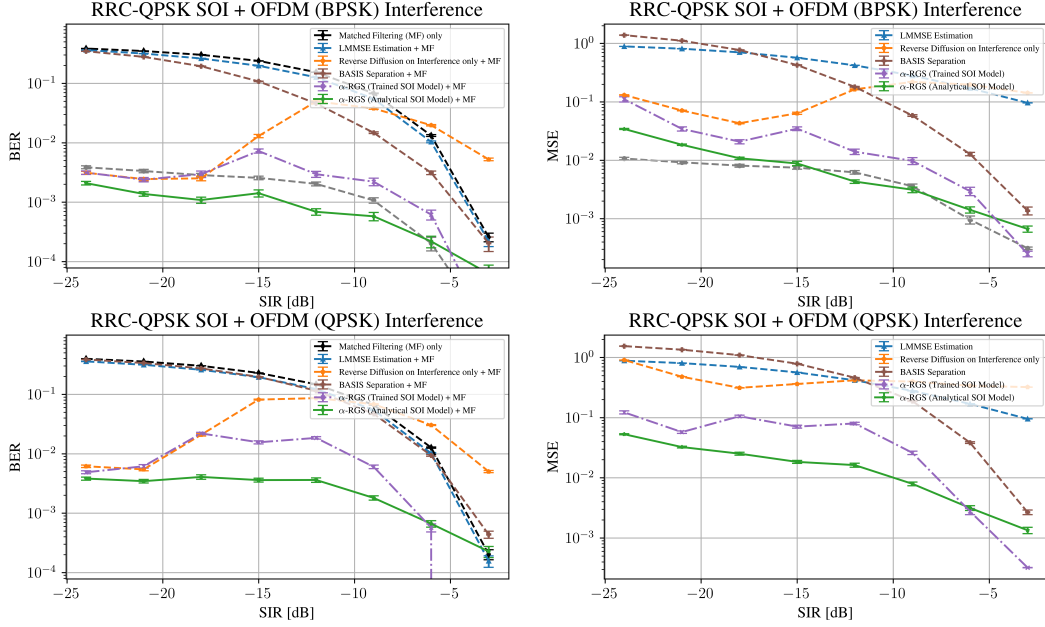 RRC-QPSK SOI + OFDM (BPSK) Interference
BER
10⁻¹
10⁻²
10⁻³
10⁻⁴
Matched Filtering (MF) only
LMMSE Estimation + MF
Reverse Diffusion on Interference only + MF
BASIS Separation + MF
α-RGS (Trained SOI Model) + MF
α-RGS (Analytical SOI Model) + MF
−25 −20 −15 −10 −5
SIR [dB]
RRC-QPSK SOI + OFDM (BPSK) Interference
MSE
10⁰
10⁻¹
10⁻²
10⁻³
LMMSE Estimation
Reverse Diffusion on Interference only
BASIS Separation
α-RGS (Trained SOI Model)
α-RGS (Analytical SOI Model)
−25 −20 −15 −10 −5
SIR [dB]
RRC-QPSK SOI + OFDM (QPSK) Interference
BER
10⁻¹
10⁻²
10⁻³
10⁻⁴
Matched Filtering (MF) only
LMMSE Estimation + MF
Reverse Diffusion on Interference only + MF
BASIS Separation + MF
α-RGS (Trained SOI Model) + MF
α-RGS (Analytical SOI Model) + MF
−25 −20 −15 −10 −5
SIR [dB]
RRC-QPSK SOI + OFDM (QPSK) Interference
MSE
10⁰
10⁻¹
10⁻²
10⁻³
LMMSE Estimation
Reverse Diffusion on Interference only
BASIS Separation
α-RGS (Trained SOI Model)
α-RGS (Analytical SOI Model)
−25 −20 −15 −10 −5
SIR [dB]